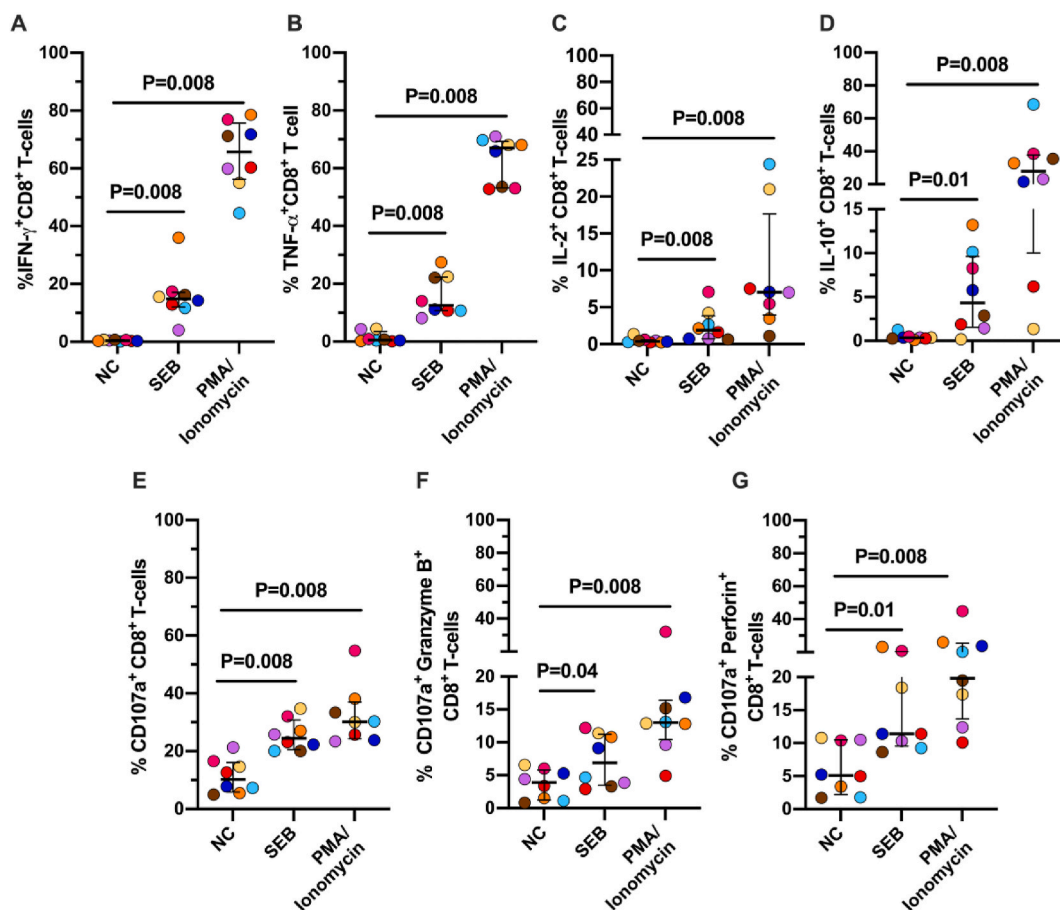 A
%IFN-γ⁺CD8⁺ T-cells
100
80
60
40
20
0
P=0.008
P=0.008
NC
SEB
PMA/
Ionomycin
B
% TNF-α⁺CD8⁺ T cell
100
80
60
40
20
0
P=0.008
P=0.008
NC
SEB
PMA/
Ionomycin
C
% IL-2⁺ CD8⁺ T-cells
100
80
60
40
25
20
15
10
5
0
P=0.008
P=0.008
NC
SEB
PMA/
Ionomycin
D
% IL-10⁺ CD8⁺ T-cells
100
80
60
40
20
15
10
5
0
P=0.008
P=0.01
NC
SEB
PMA/
Ionomycin
E
% CD107a⁺ CD8⁺ T-cells
100
80
60
40
20
0
P=0.008
P=0.008
NC
SEB
PMA/
Ionomycin
F
% CD107a⁺ Granzyme B⁺
CD8⁺ T-cells
100
80
60
40
20
15
10
5
0
P=0.008
P=0.04
NC
SEB
PMA/
Ionomycin
G
% CD107a⁺ Perforin⁺
CD8⁺ T-cells
100
80
60
40
20
15
10
5
0
P=0.008
P=0.01
NC
SEB
PMA/
Ionomycin